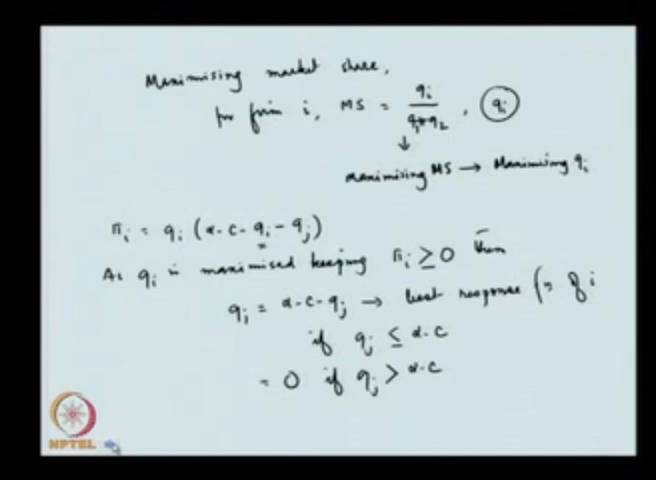 Maximising market share,
for firm i, MS = qi / q1+q2 , qi
↓
Maximising MS → Maximising qi
πi = qi (α-c-qi-qj)
As qi is maximised keeping πi ≥ 0 then
qi = α-c-qj → best response of i
if qj ≤ α-c
= 0 if qj > α-c
NPTEL